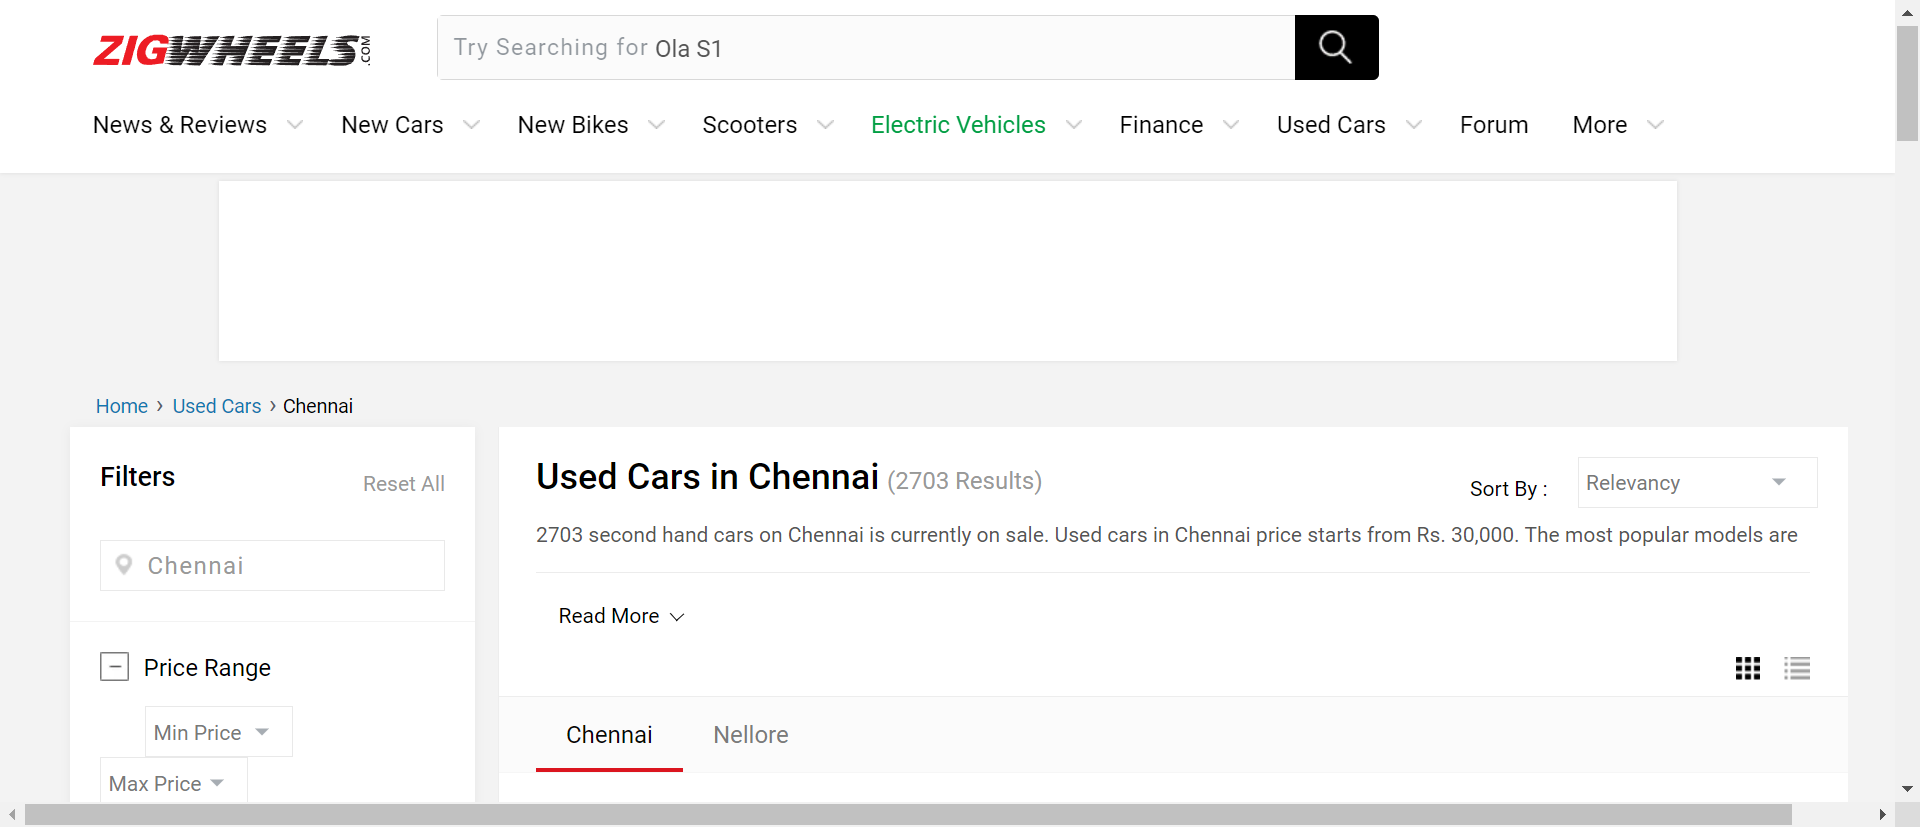 ZIGWHEELS.COM
Try Searching for Ola S1
News & Reviews New Cars New Bikes Scooters Electric Vehicles Finance Used Cars Forum More
Home › Used Cars › Chennai
Filters
Reset All
Chennai
Price Range
Min Price
Max Price
Used Cars in Chennai (2703 Results)
Sort By :
Relevancy
2703 second hand cars on Chennai is currently on sale. Used cars in Chennai price starts from Rs. 30,000. The most popular models are
Read More
Chennai Nellore